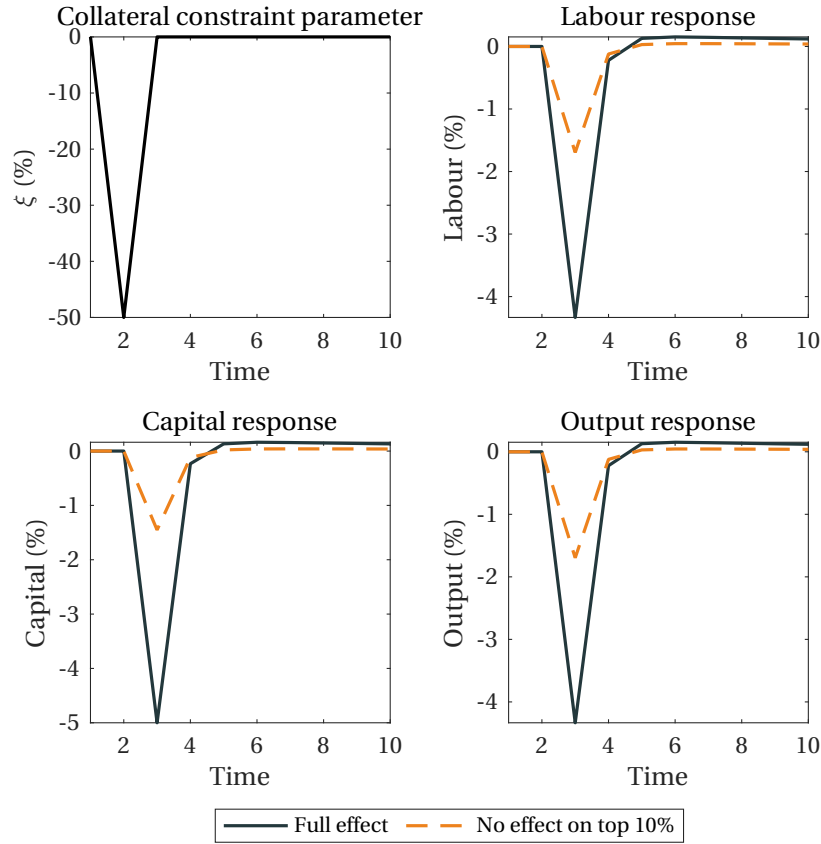 Collateral constraint parameter
0
-10
-20
-30
-40
-50
ξ (%)
2 4 6 8 10
Time
Labour response
0
-1
-2
-3
-4
Labour (%)
2 4 6 8 10
Time
Capital response
0
-1
-2
-3
-4
-5
Capital (%)
2 4 6 8 10
Time
Output response
0
-1
-2
-3
-4
Output (%)
2 4 6 8 10
Time
Full effect No effect on top 10%